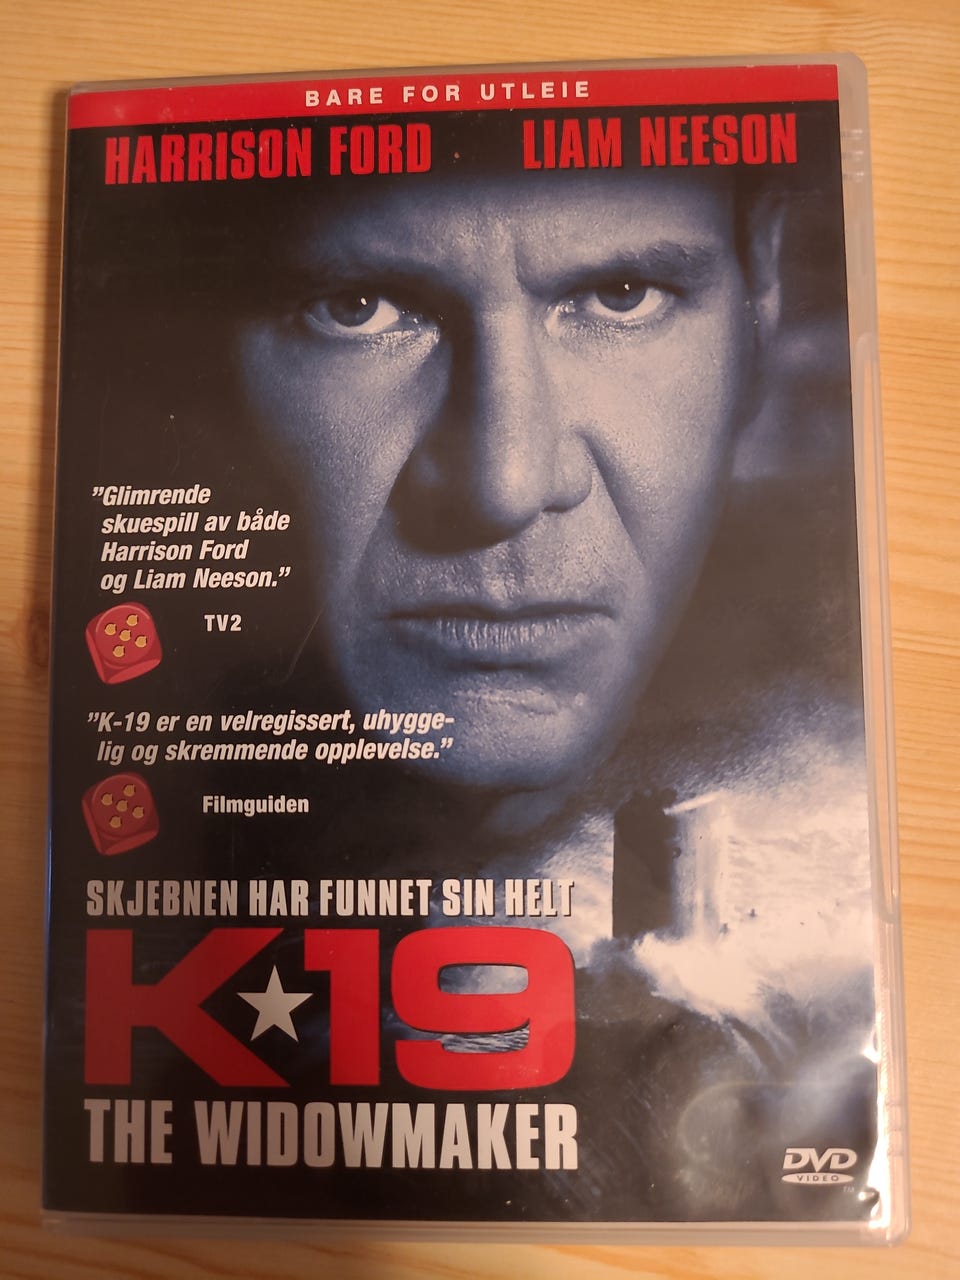 BARE FOR UTLEIE
HARRISON FORD LIAM NEESON
"Glimrende
skuespill av både
Harrison Ford
og Liam Neeson."
TV2
"K-19 er en velregissert, uhygge-
lig og skremmende opplevelse."
Filmguiden
SKJEBNEN HAR FUNNET SIN HELT
K★19
THE WIDOWMAKER
DVD
VIDEO
TM